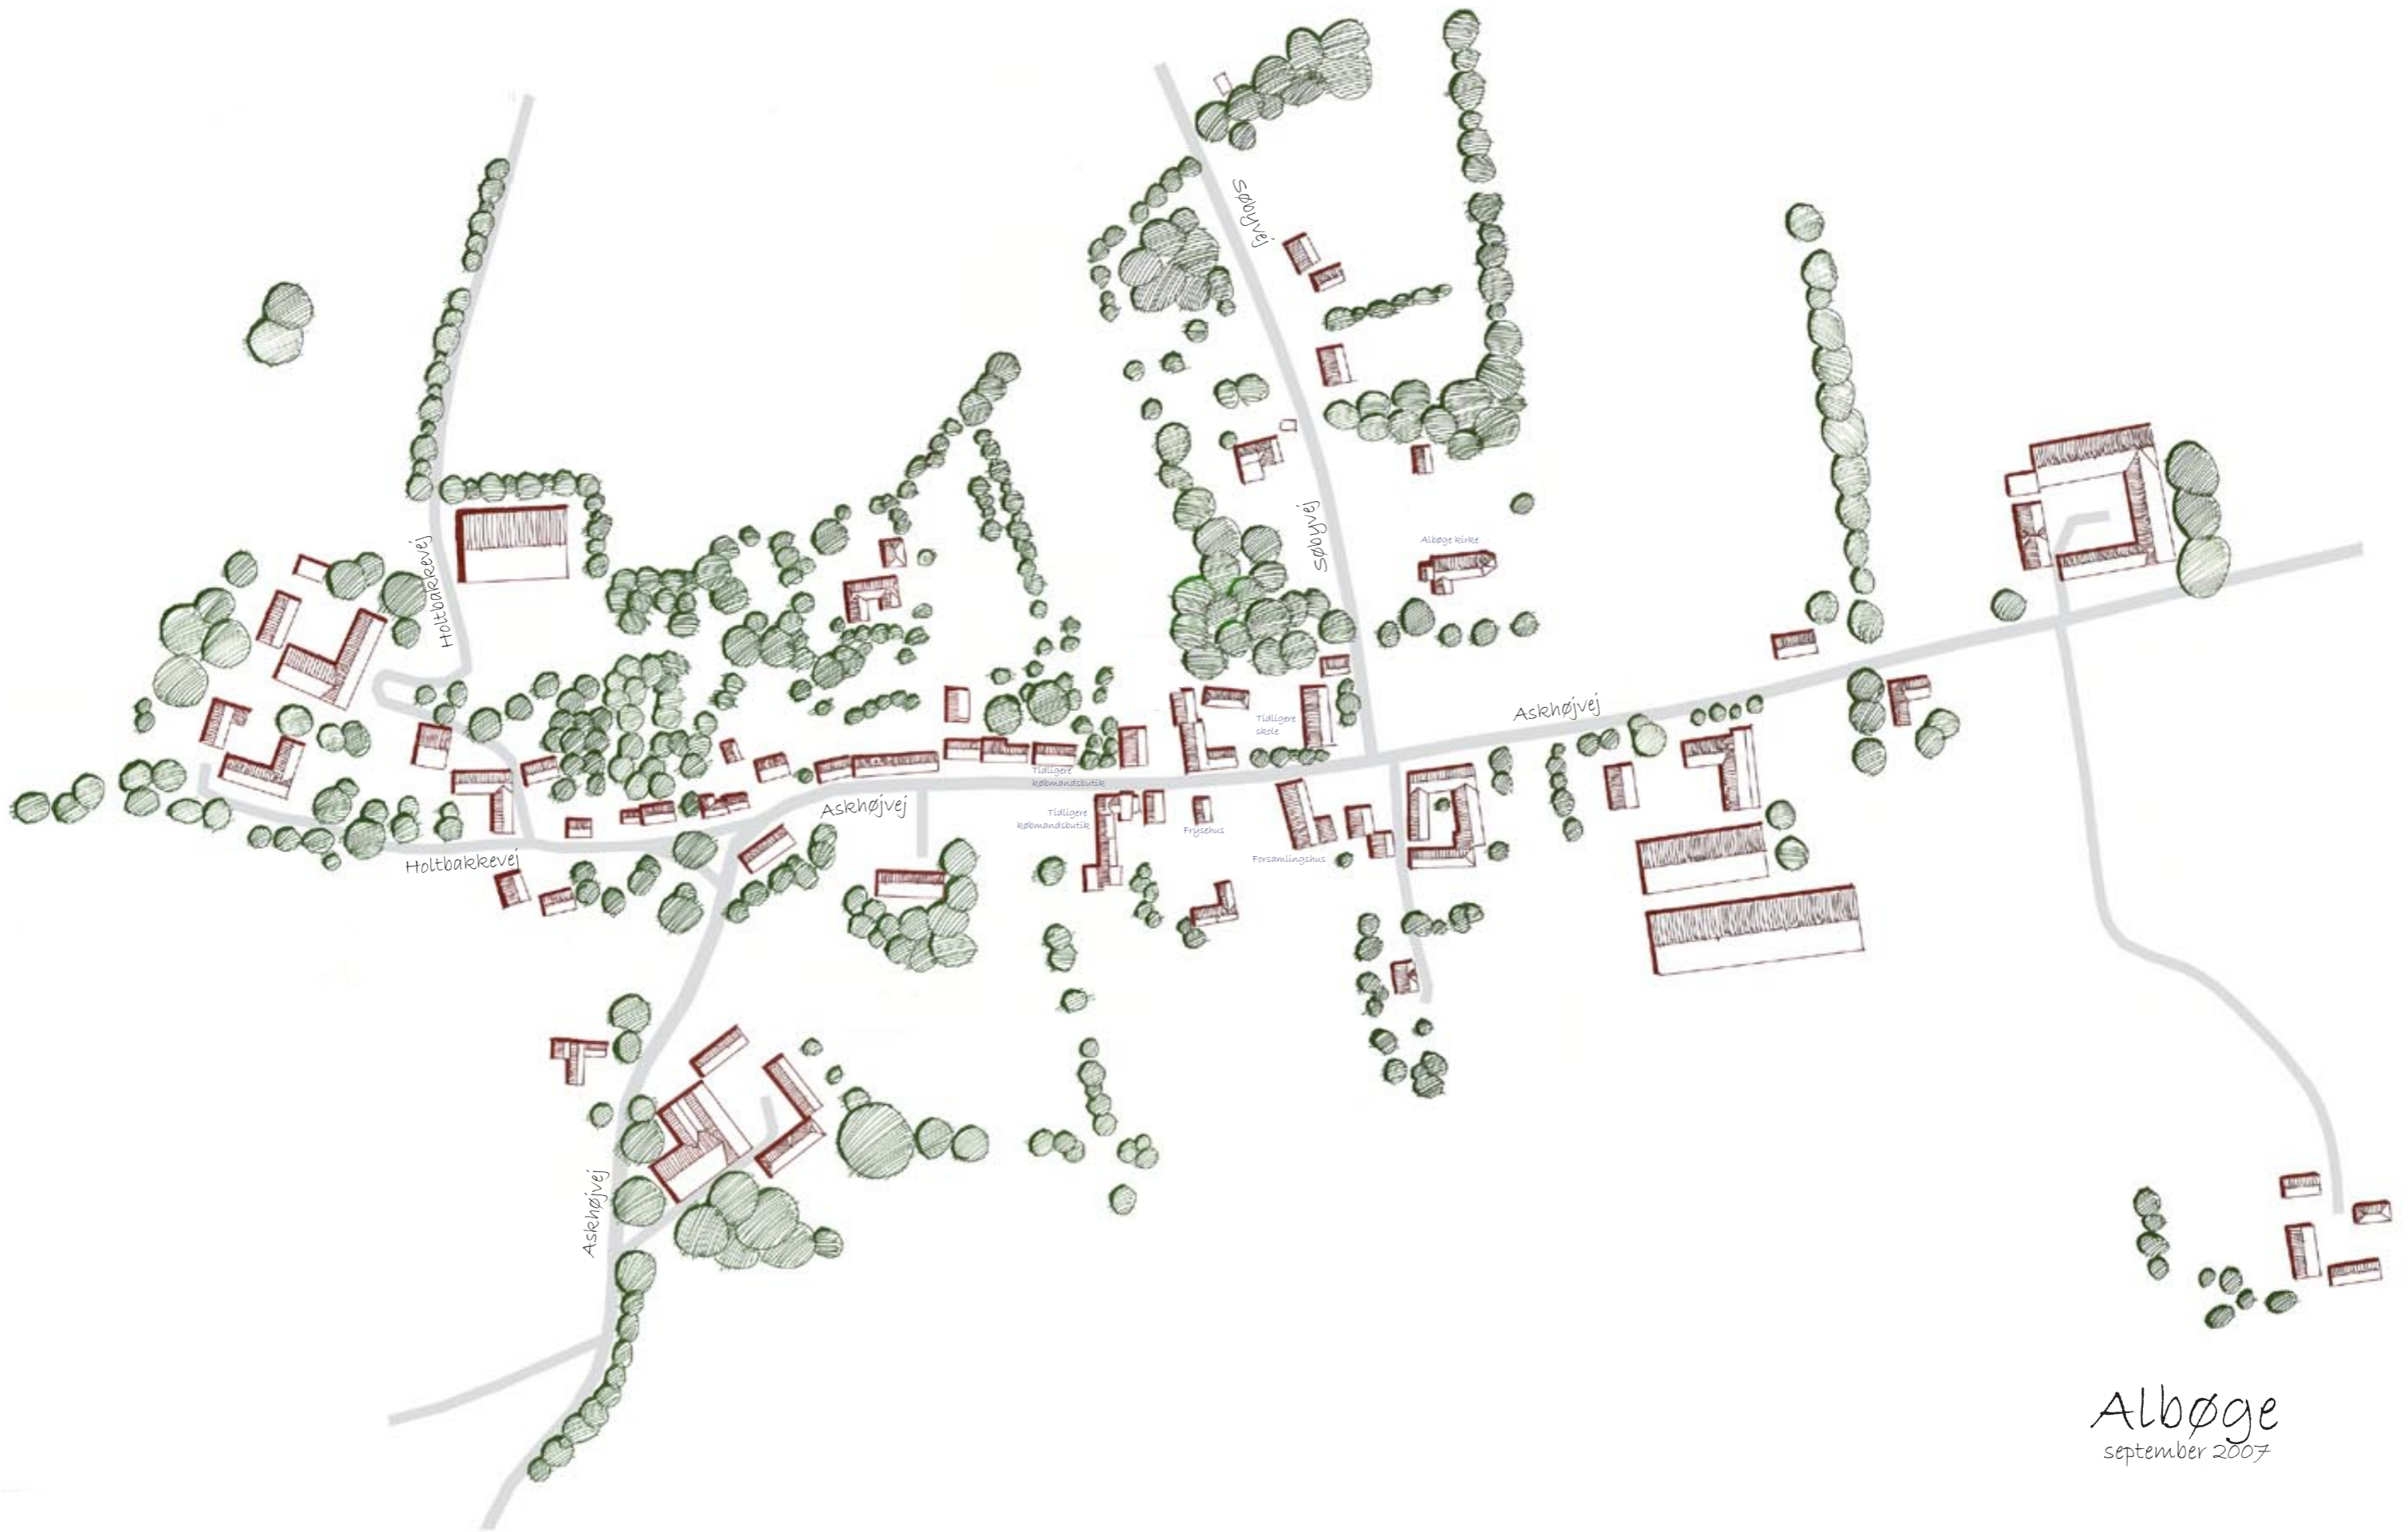 Søbyvej
Søbyvej
Holtbakkevej
Albøge kirke
Askhøjvej
Tidligere
skole
Tidligere
købmandsbutik
Askhøjvej
Tidligere
købmandsbutik
Frysehus
Forsamlingshus
Holtbakkevej
Askhøjvej
Albøge
september 2007